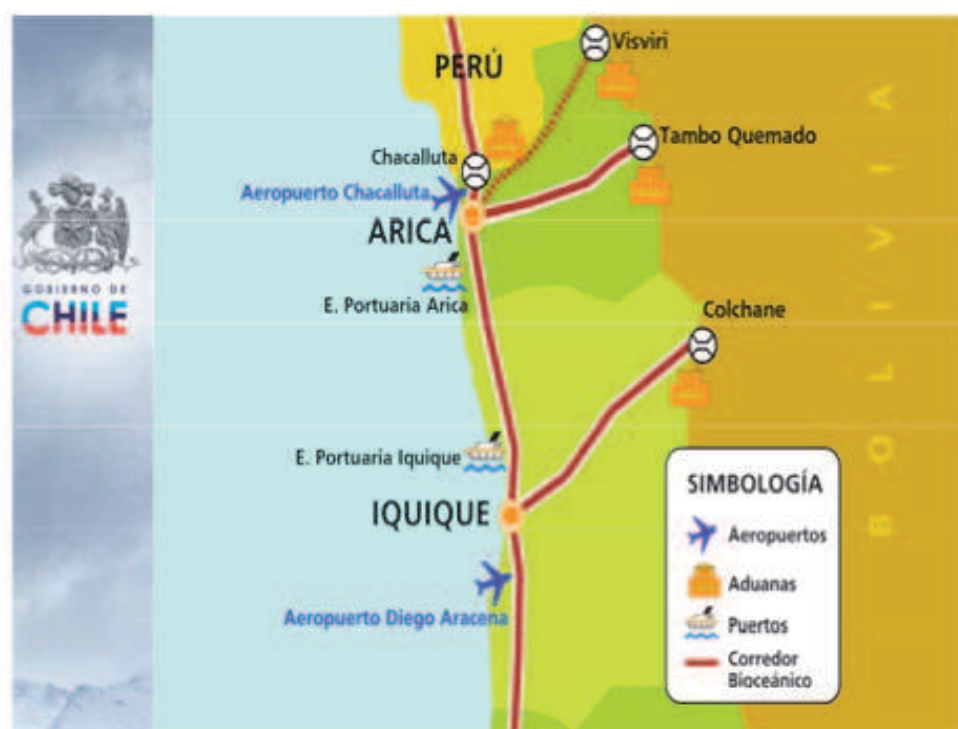 Visviri
PERÚ
Tambo Quemado
Chacalluta
Aeropuerto Chacalluta
ARICA
GOBIERNO DE
CHILE
E. Portuaria Arica
Colchane
BOLIVIA
E. Portuaria Iquique
IQUIQUE
Aeropuerto Diego Aracena
SIMBOLOGÍA
Aeropuertos
Aduanas
Puertos
Corredor
Bioceánico